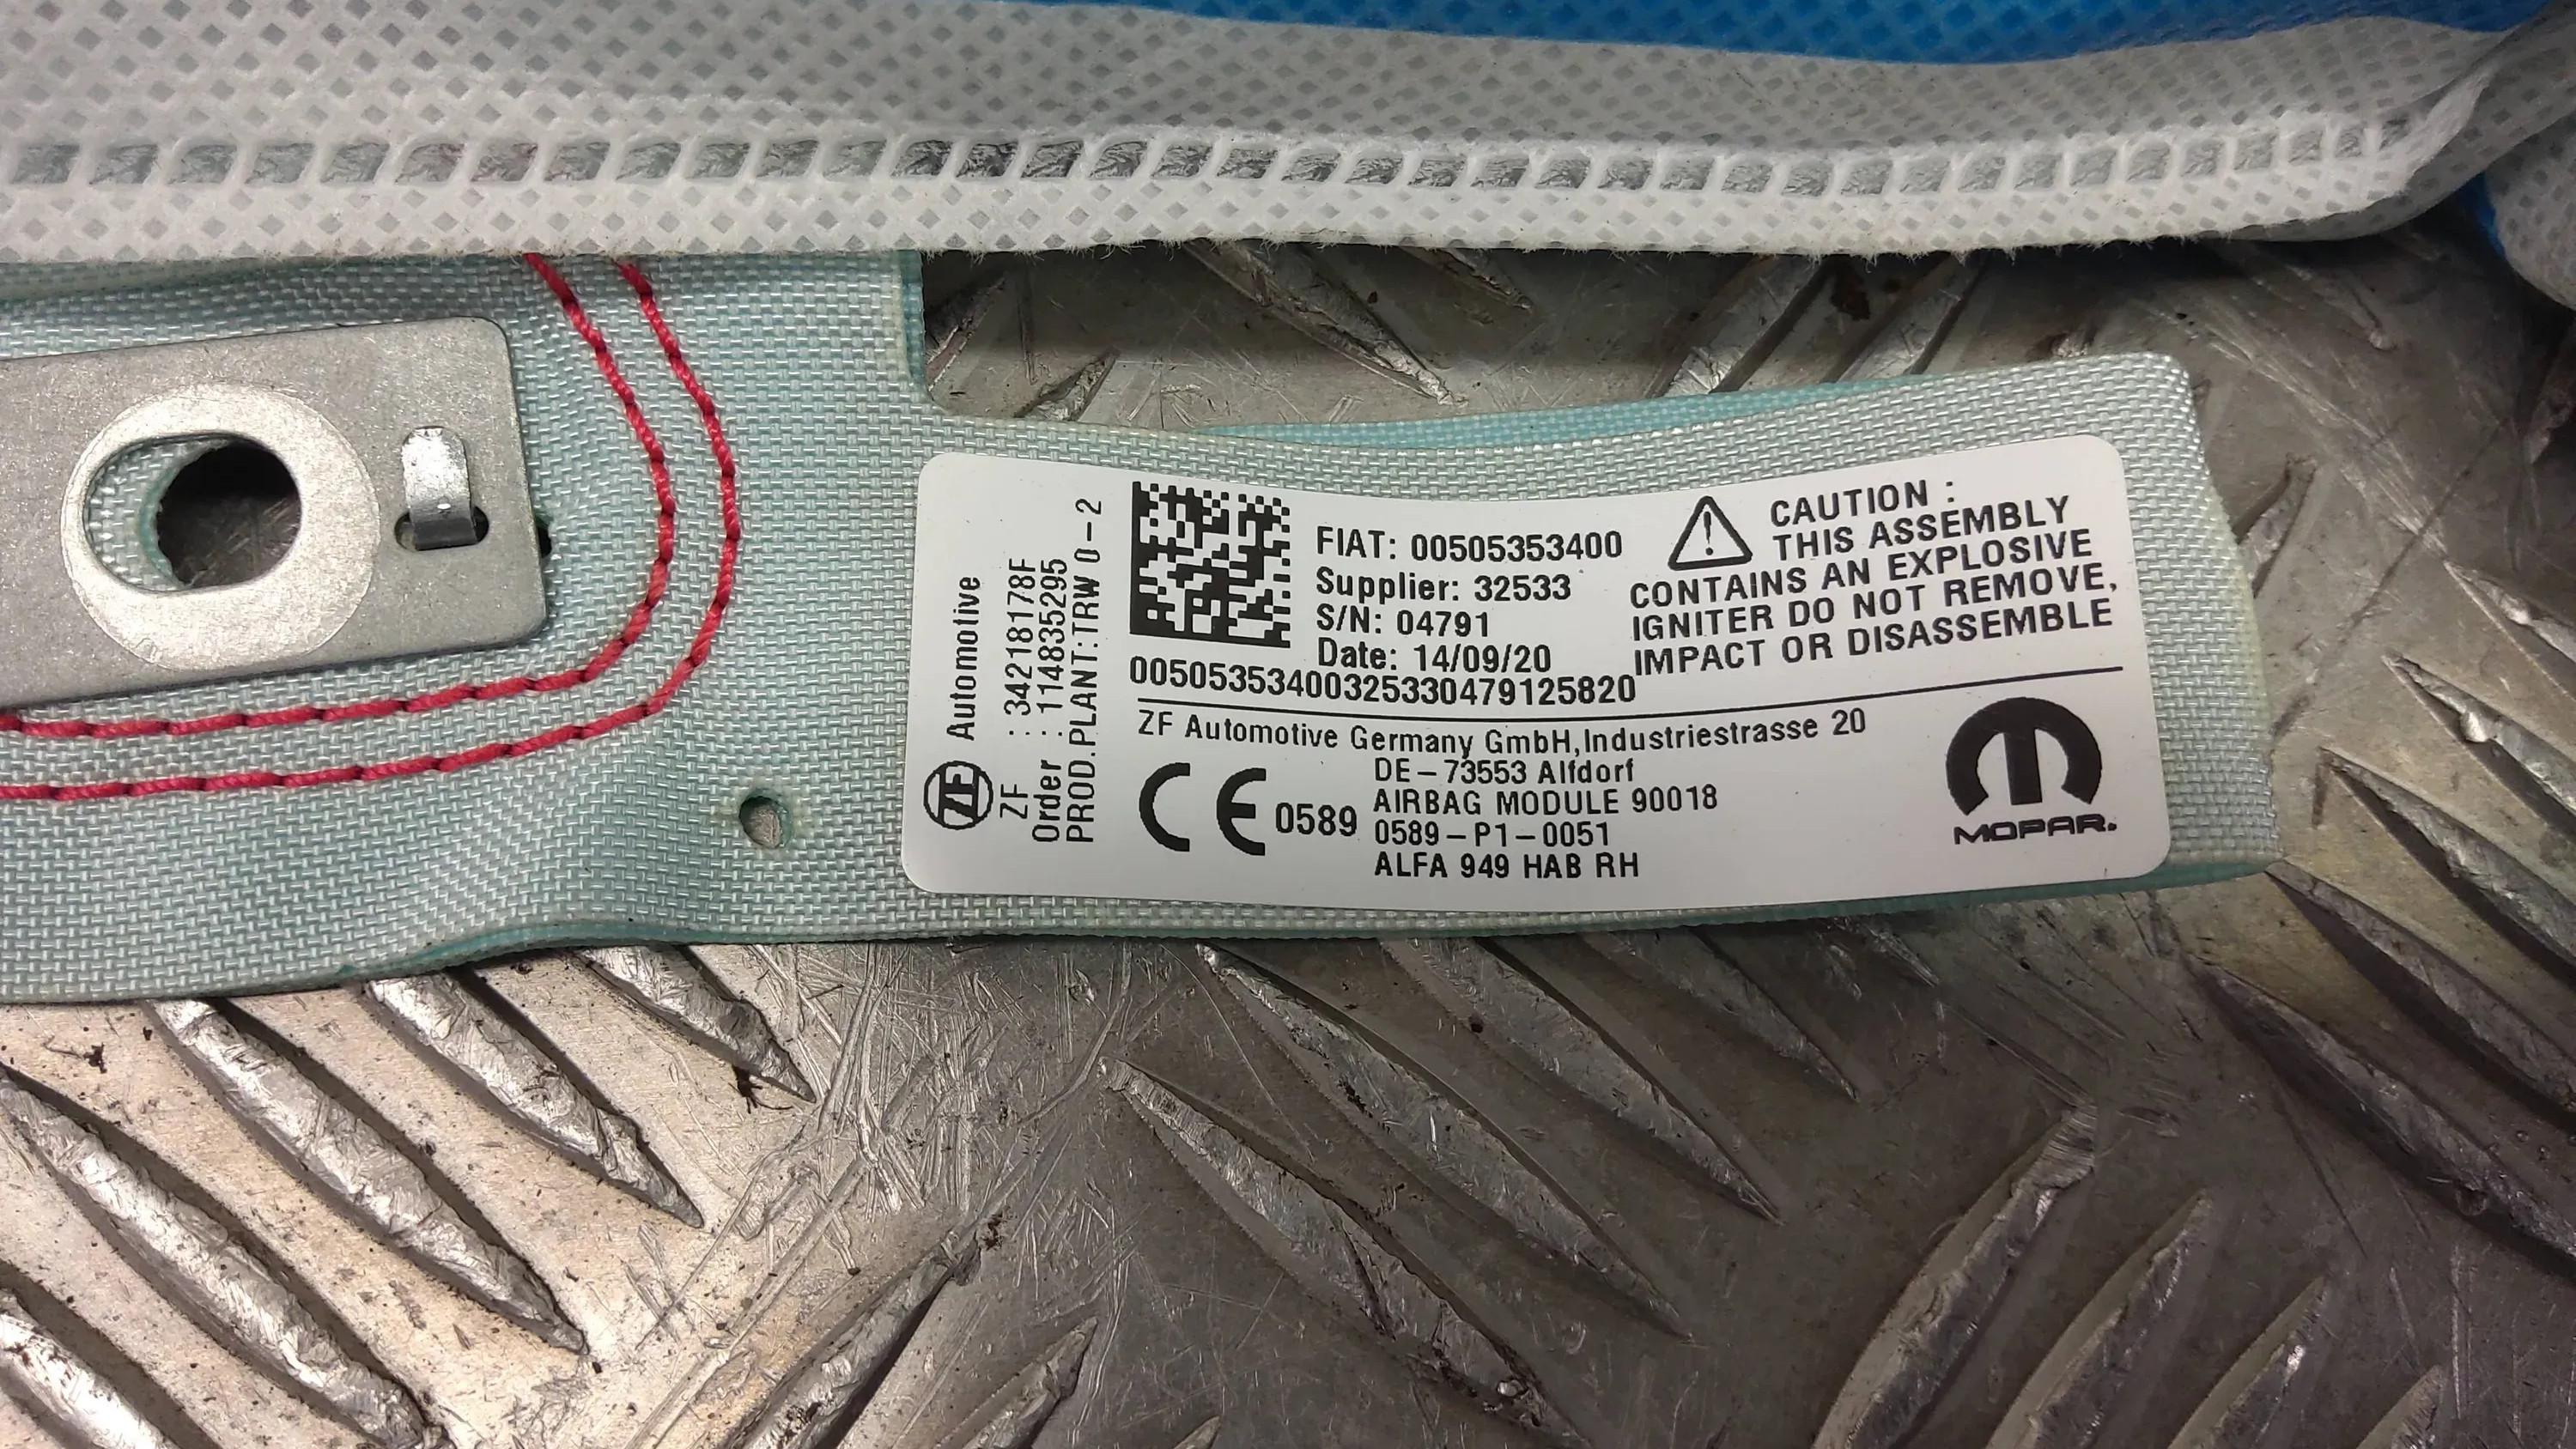 ZF Automotive
ZF : 34218178F
Order : 114835295
PROD.PLANT:TRW 0-2
FIAT: 00505353400
Supplier: 32533
S/N: 04791
Date: 14/09/20
005053534003253304791258​20
CAUTION :
THIS ASSEMBLY
CONTAINS AN EXPLOSIVE
IGNITER DO NOT REMOVE,
IMPACT OR DISASSEMBLE
ZF Automotive Germany GmbH,Industriestrasse 20
DE-73553 Alfdorf
CE 0589
AIRBAG MODULE 90018
0589-P1-0051
ALFA 949 HAB RH
MOPAR.